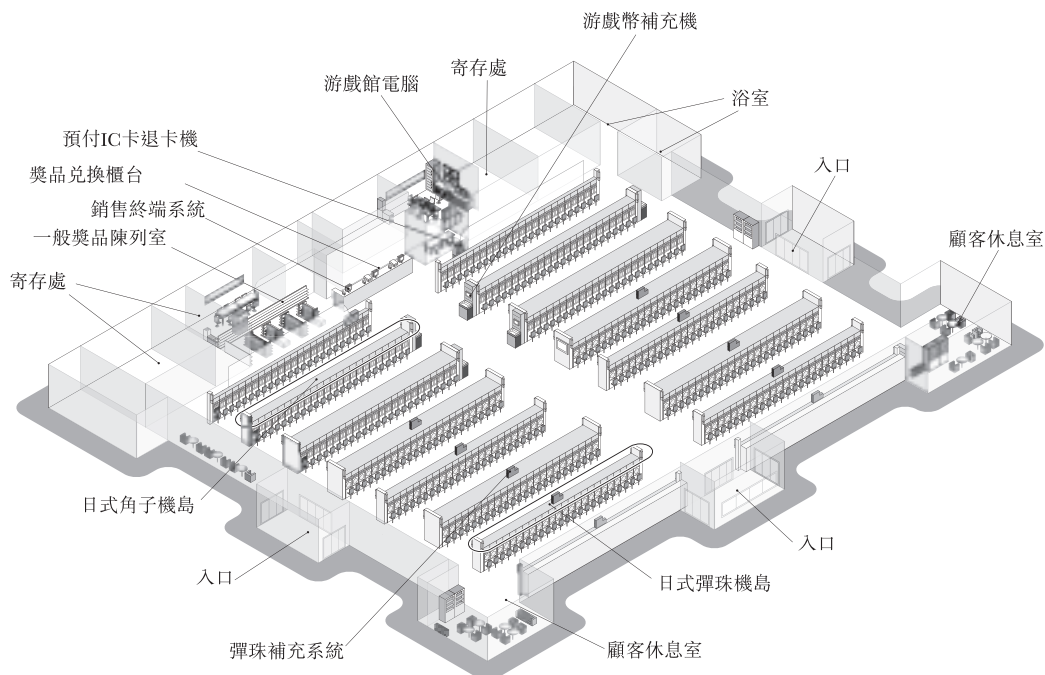 游戲幣補充機
寄存處
游戲館電腦
浴室
預付IC卡退卡機
入口
獎品兌換櫃台
銷售終端系統
一般獎品陳列室
顧客休息室
寄存處
日式角子機島
入口
入口
日式彈珠機島
彈珠補充系統
顧客休息室